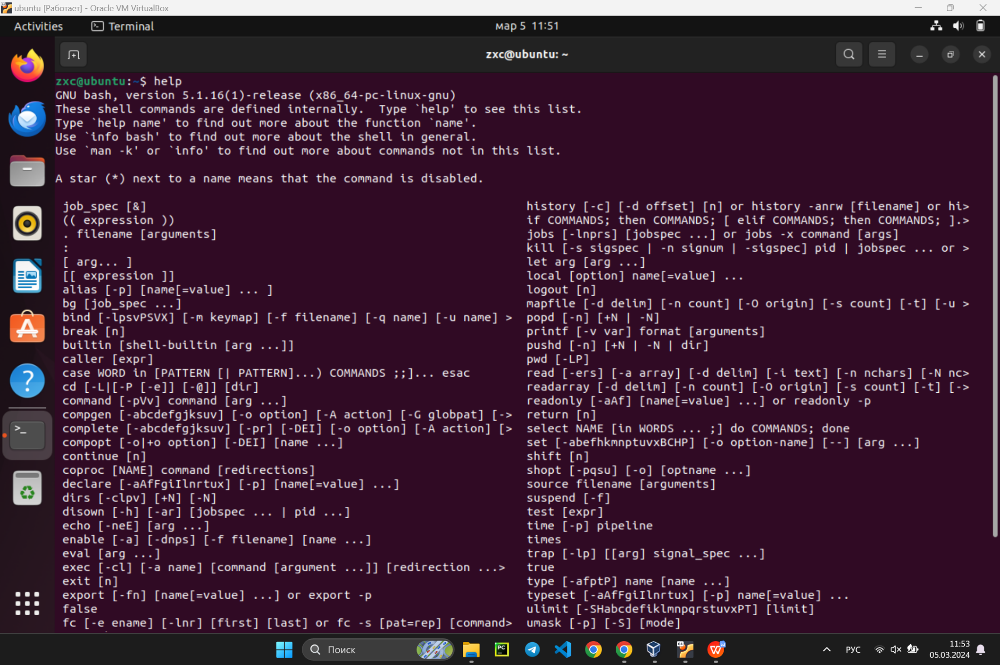 ubuntu [Работает] - Oracle VM VirtualBox
Activities
Terminal
мар 5 11:51
zxc@ubuntu: ~
zxc@ubuntu:~$ help
GNU bash, version 5.1.16(1)-release (x86_64-pc-linux-gnu)
These shell commands are defined internally.  Type `help' to see this list.
Type `help name' to find out more about the function `name'.
Use `info bash' to find out more about the shell in general.
Use `man -k' or `info' to find out more about commands not in this list.
A star (*) next to a name means that the command is disabled.
job_spec [&]
(( expression ))
. filename [arguments]
:
[ arg... ]
[[ expression ]]
alias [-p] [name[=value] ... ]
bg [job_spec ...]
bind [-lpsvPSVX] [-m keymap] [-f filename] [-q name] [-u name] >
break [n]
builtin [shell-builtin [arg ...]]
caller [expr]
case WORD in [PATTERN [| PATTERN]...) COMMANDS ;;]... esac
cd [-L|[-P [-e]] [-@]] [dir]
command [-pVv] command [arg ...]
compgen [-abcdefgjksuv] [-o option] [-A action] [-G globpat] [->
complete [-abcdefgjksuv] [-pr] [-DEI] [-o option] [-A action] [>
compopt [-o|+o option] [-DEI] [name ...]
continue [n]
coproc [NAME] command [redirections]
declare [-aAfFgiIlnrtux] [-p] [name[=value] ...]
dirs [-clpv] [+N] [-N]
disown [-h] [-ar] [jobspec ... | pid ...]
echo [-neE] [arg ...]
enable [-a] [-dnps] [-f filename] [name ...]
eval [arg ...]
exec [-cl] [-a name] [command [argument ...]] [redirection ...>
exit [n]
export [-fn] [name[=value] ...] or export -p
false
fc [-e ename] [-lnr] [first] [last] or fc -s [pat=rep] [command>
history [-c] [-d offset] [n] or history -anrw [filename] or hi>
if COMMANDS; then COMMANDS; [ elif COMMANDS; then COMMANDS; ].>
jobs [-lnprs] [jobspec ...] or jobs -x command [args]
kill [-s sigspec | -n signum | -sigspec] pid | jobspec ... or >
let arg [arg ...]
local [option] name[=value] ...
logout [n]
mapfile [-d delim] [-n count] [-O origin] [-s count] [-t] [-u >
popd [-n] [+N | -N]
printf [-v var] format [arguments]
pushd [-n] [+N | -N | dir]
pwd [-LP]
read [-ers] [-a array] [-d delim] [-i text] [-n nchars] [-N nc>
readarray [-d delim] [-n count] [-O origin] [-s count] [-t] [->
readonly [-aAf] [name[=value] ...] or readonly -p
return [n]
select NAME [in WORDS ... ;] do COMMANDS; done
set [-abefhkmnptuvxBCHP] [-o option-name] [--] [arg ...]
shift [n]
shopt [-pqsu] [-o] [optname ...]
source filename [arguments]
suspend [-f]
test [expr]
time [-p] pipeline
times
trap [-lp] [[arg] signal_spec ...]
true
type [-afptP] name [name ...]
typeset [-aAfFgiIlnrtux] [-p] name[=value] ...
ulimit [-SHabcdefiklmnpqrstuvxPT] [limit]
umask [-p] [-S] [mode]
Поиск
РУС
11:53
05.03.2024